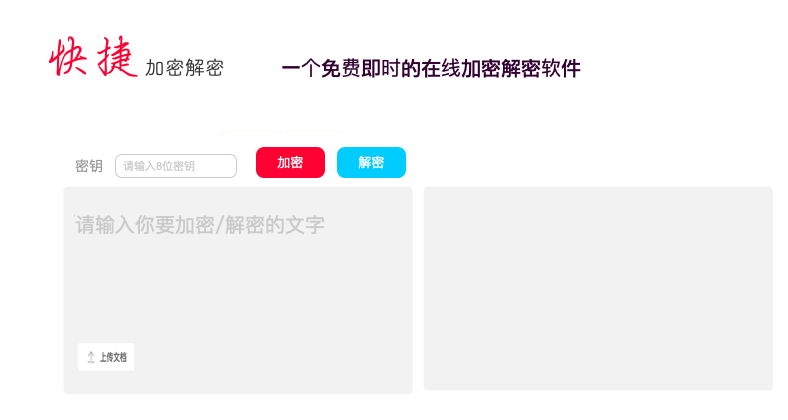 快捷 加密解密
一个免费即时的在线加密解密软件
密钥 请输入8位密钥 加密 解密
请输入你要加密/解密的文字
上传文档